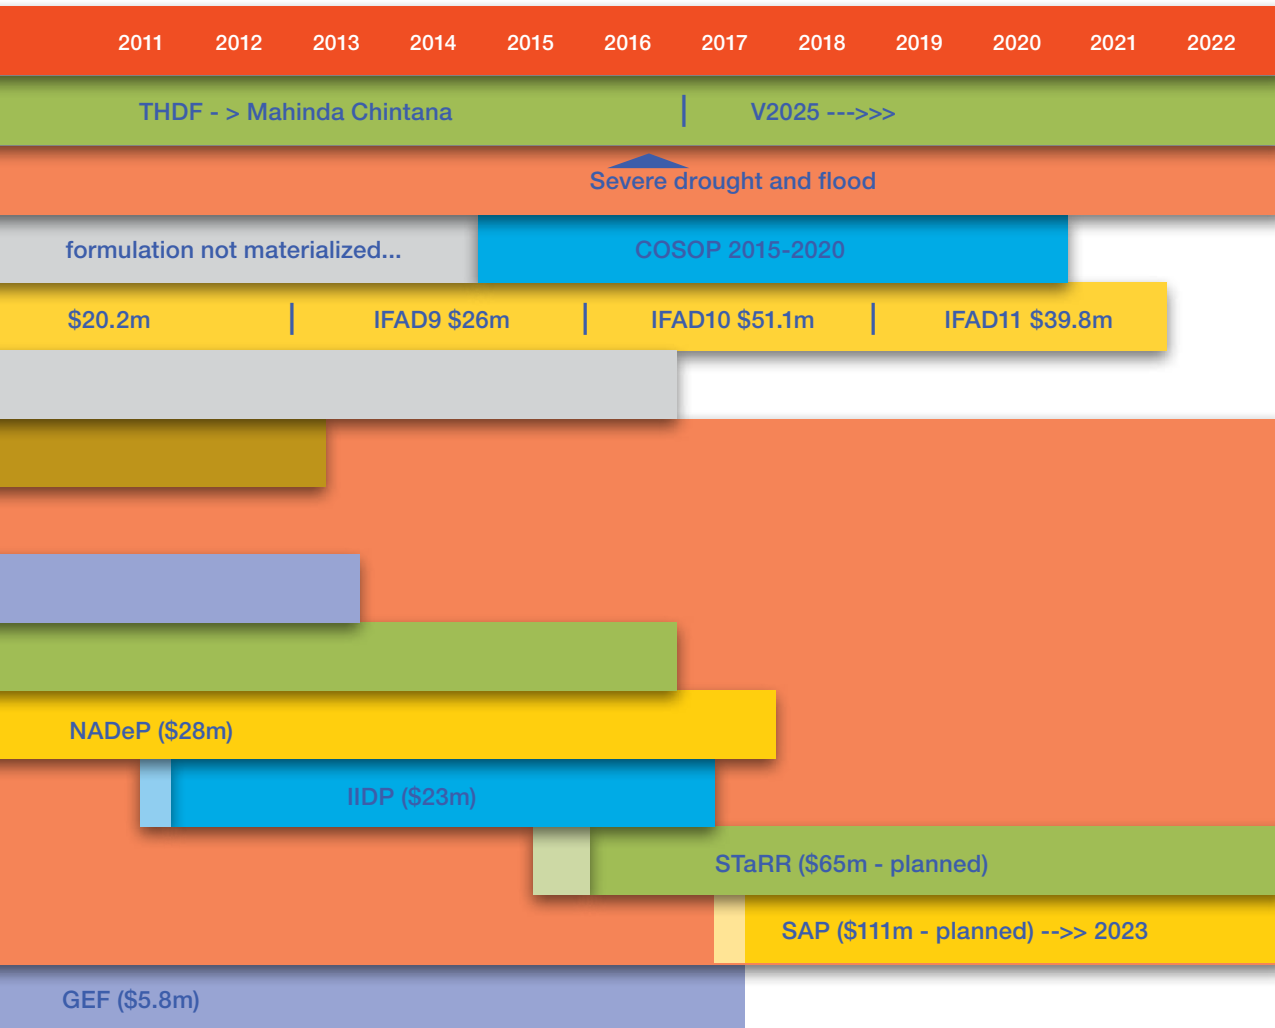 2011 2012 2013 2014 2015 2016 2017 2018 2019 2020 2021 2022
THDF - > Mahinda Chintana | V2025 --->>>
Severe drought and flood
formulation not materialized... COSOP 2015-2020
$20.2m | IFAD9 $26m | IFAD10 $51.1m | IFAD11 $39.8m
NADeP ($28m)
IIDP ($23m)
STaRR ($65m - planned)
SAP ($111m - planned) -->> 2023
GEF ($5.8m)